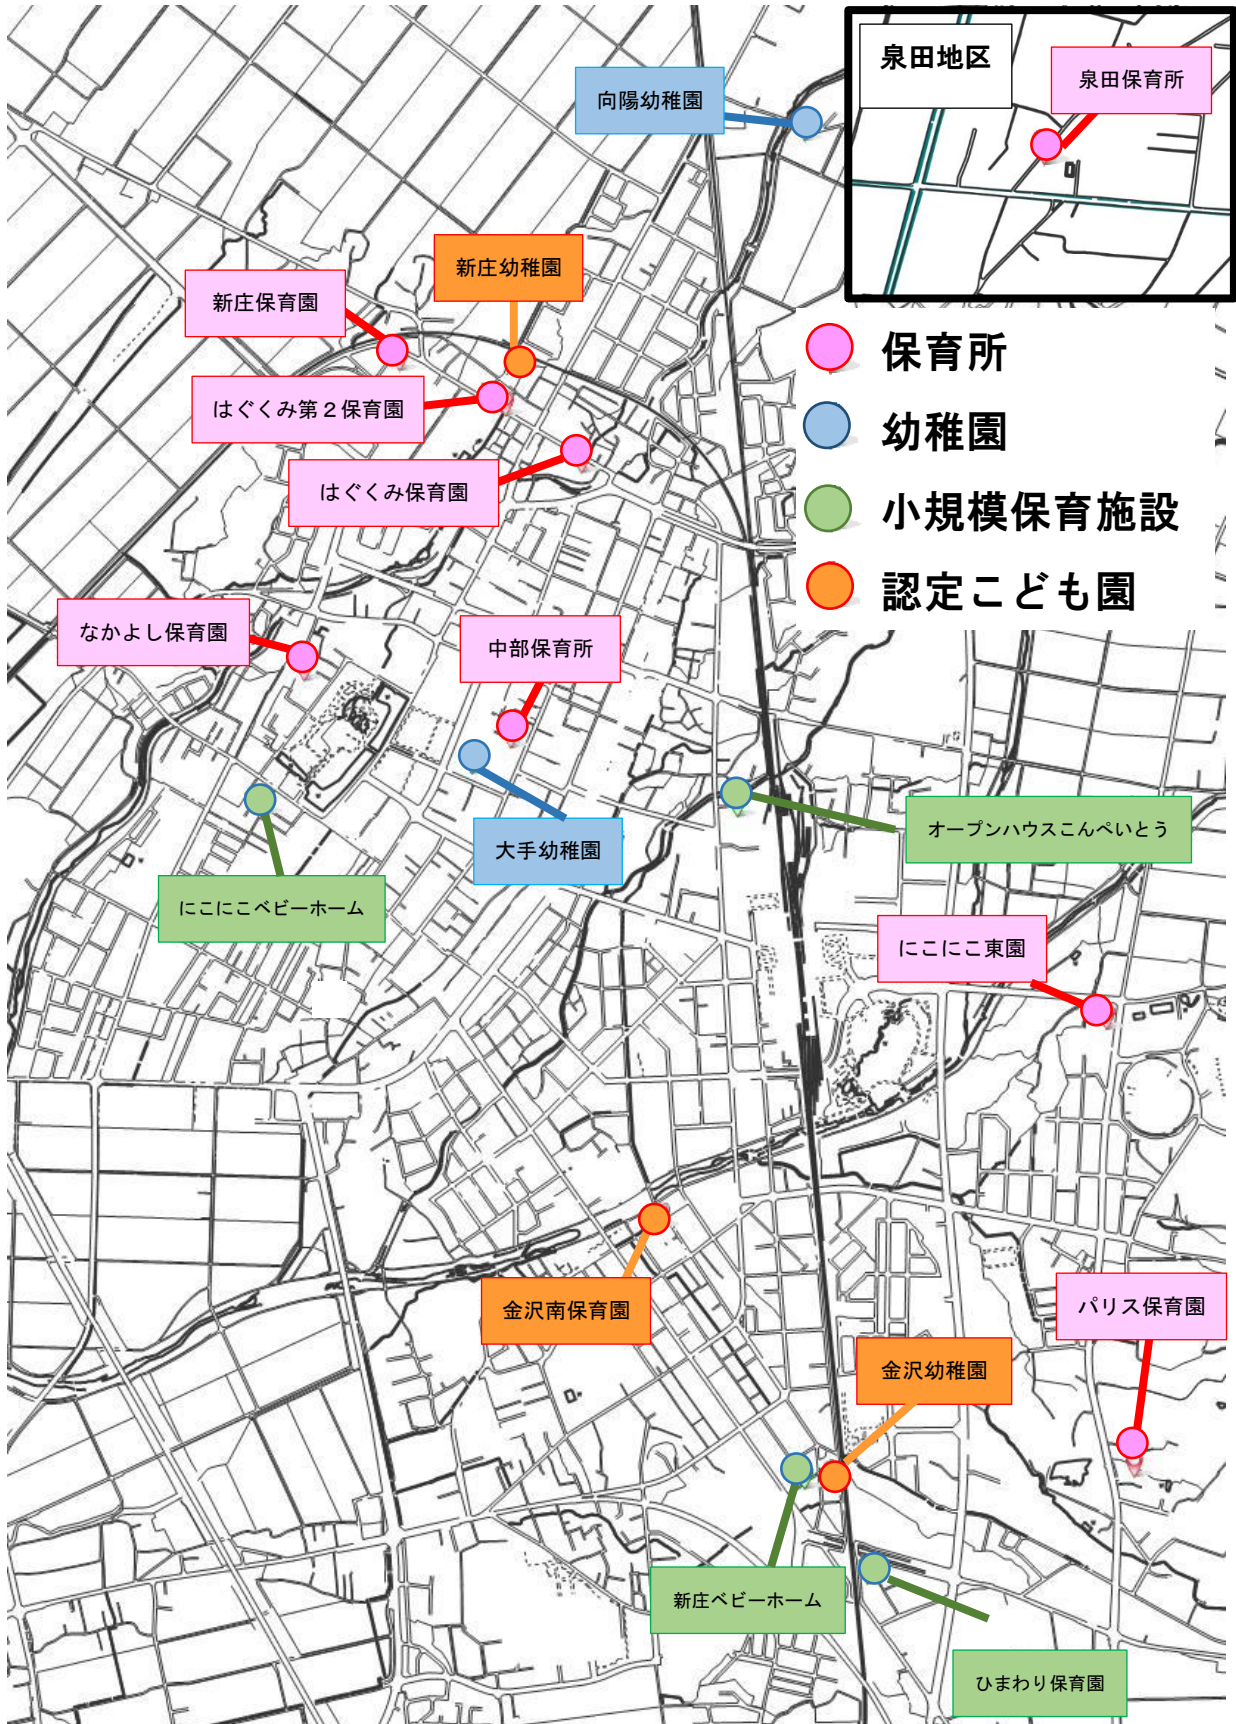 泉田地区
泉田保育所
向陽幼稚園
新庄幼稚園
新庄保育園
はぐくみ第２保育園
はぐくみ保育園
保育所
幼稚園
小規模保育施設
認定こども園
なかよし保育園
中部保育所
オープンハウスこんぺいとう
大手幼稚園
にこにこベビーホーム
にこにこ東園
金沢南保育園
パリス保育園
金沢幼稚園
新庄ベビーホーム
ひまわり保育園